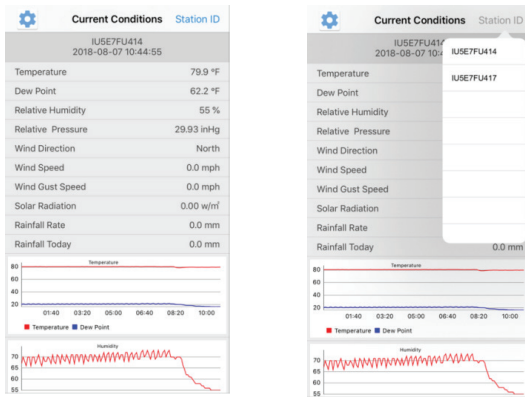 Current Conditions Station ID
IU5E7FU414
2018-08-07 10:44:55
Temperature 79.9 °F
Dew Point 62.2 °F
Relative Humidity 55 %
Relative Pressure 29.93 inHg
Wind Direction North
Wind Speed 0.0 mph
Wind Gust Speed 0.0 mph
Solar Radiation 0.00 w/㎡
Rainfall Rate 0.0 mm
Rainfall Today 0.0 mm
Temperature
80
60
40
20
01:40 03:20 05:00 06:40 08:20 10:00
Temperature Dew Point
Humidity
70
65
60
55
Current Conditions Station ID
IU5E7FU414
2018-08-07 10:4
IU5E7FU414
IU5E7FU417
Temperature
Dew Point
Relative Humidity
Relative Pressure
Wind Direction
Wind Speed
Wind Gust Speed
Solar Radiation
Rainfall Rate
Rainfall Today 0.0 mm
Temperature
80
60
40
20
01:40 03:20 05:00 06:40 08:20 10:00
Temperature Dew Point
Humidity
70
65
60
55